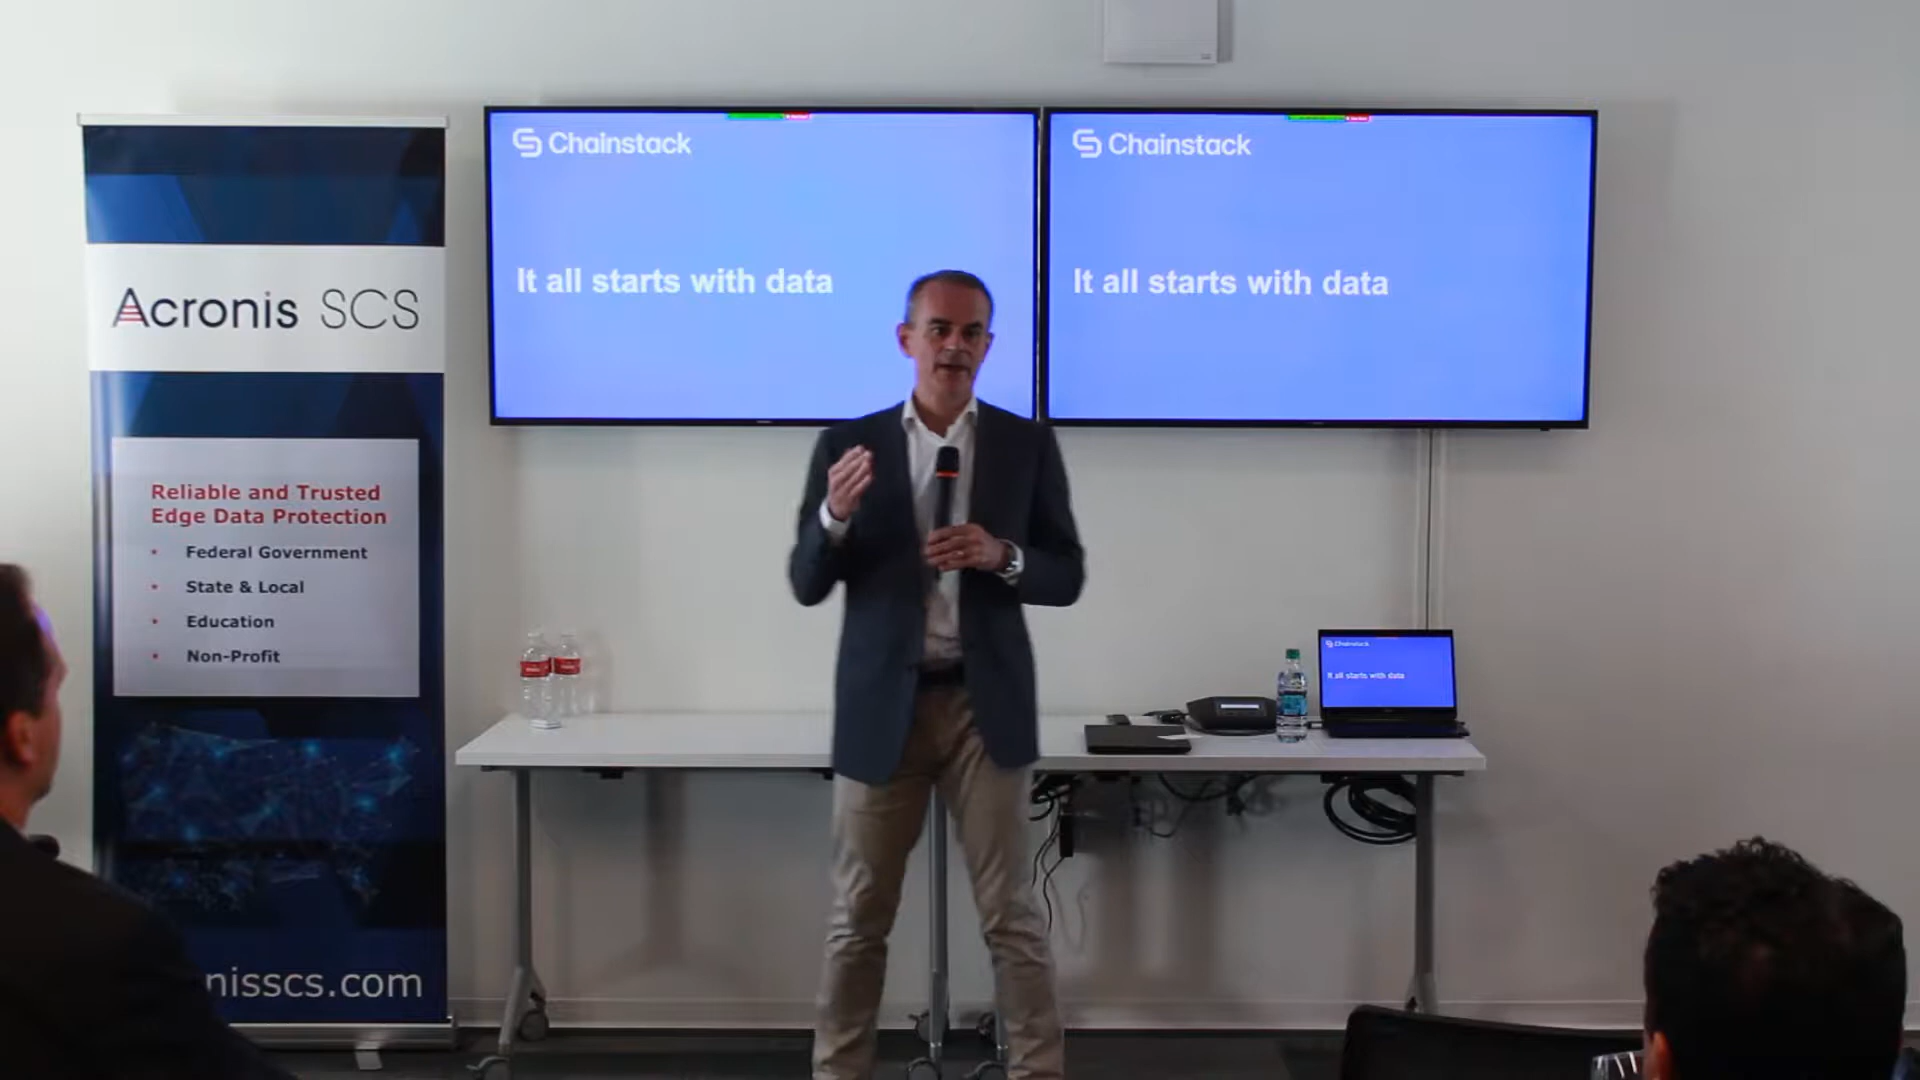 Acronis SCS
Reliable and Trusted
Edge Data Protection
• Federal Government
• State & Local
• Education
• Non-Profit
nisscs.com
Chainstack
It all starts with data
Chainstack
It all starts with data
Chainstack
It all starts with data